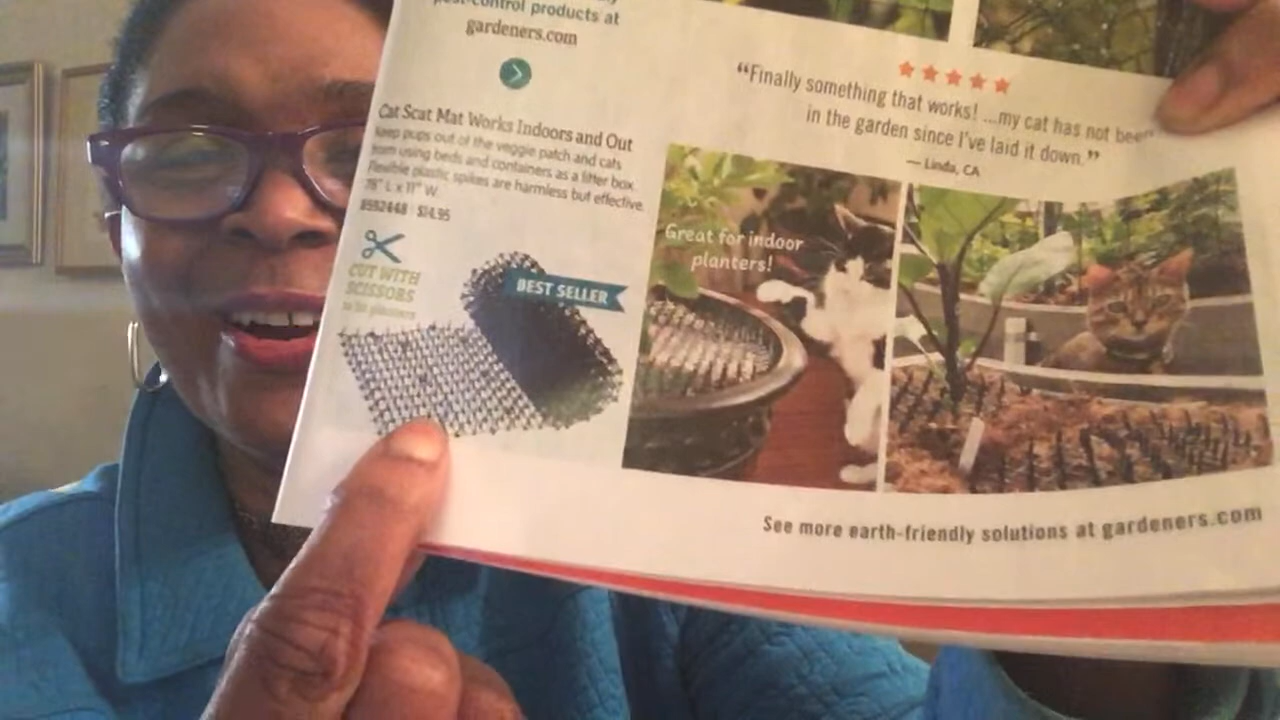 products at
gardeners.com
Cat Scat Mat Works Indoors and Out
Keep pups out of the veggie patch and cats
from using beds and containers as a litter box.
Flexible plastic spikes are harmless but effective.
78" L x 11" W
$14.95
CUT WITH
SCISSORS
BEST SELLER
“Finally something that works! ...my cat has not been
in the garden since I’ve laid it down.”
— Linda, CA
Great for indoor
planters!
See more earth-friendly solutions at gardeners.com